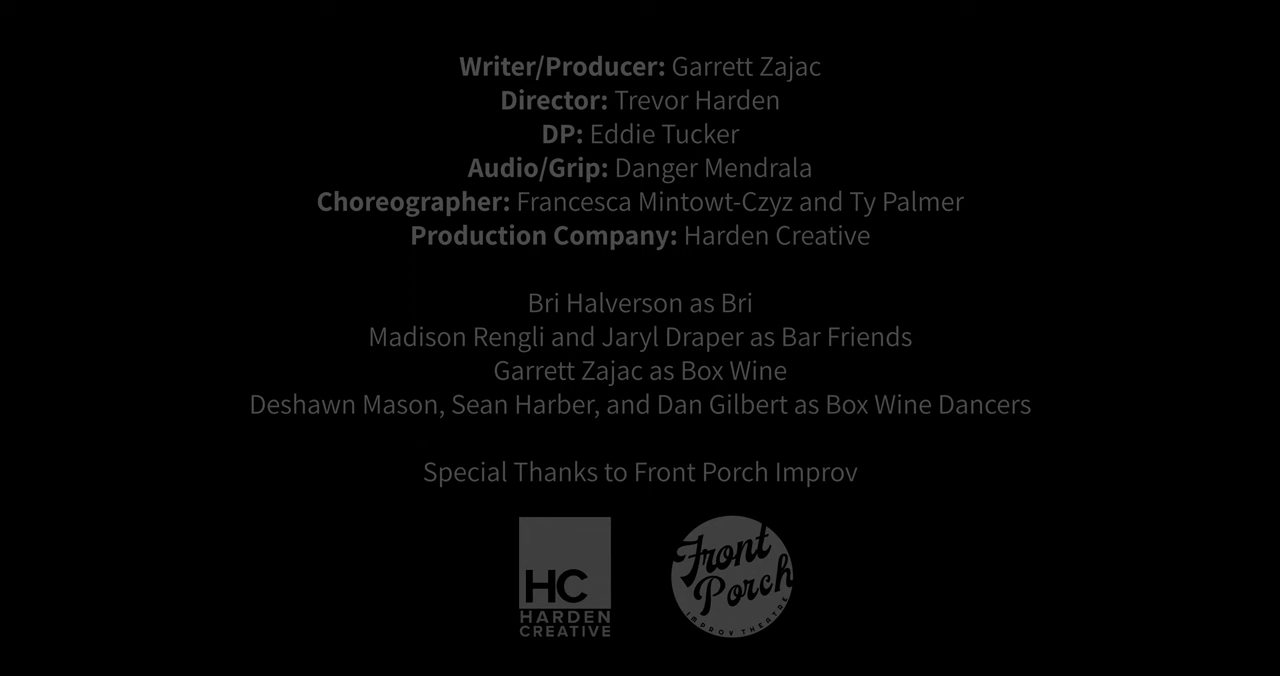 Writer/Producer: Garrett Zajac
Director: Trevor Harden
DP: Eddie Tucker
Audio/Grip: Danger Mendrala
Choreographer: Francesca Mintowt-Czyz and Ty Palmer
Production Company: Harden Creative
Bri Halverson as Bri
Madison Rengli and Jaryl Draper as Bar Friends
Garrett Zajac as Box Wine
Deshawn Mason, Sean Harber, and Dan Gilbert as Box Wine Dancers
Special Thanks to Front Porch Improv
HC
HARDEN
CREATIVE
Front
Porch
IMPROV THEATRE